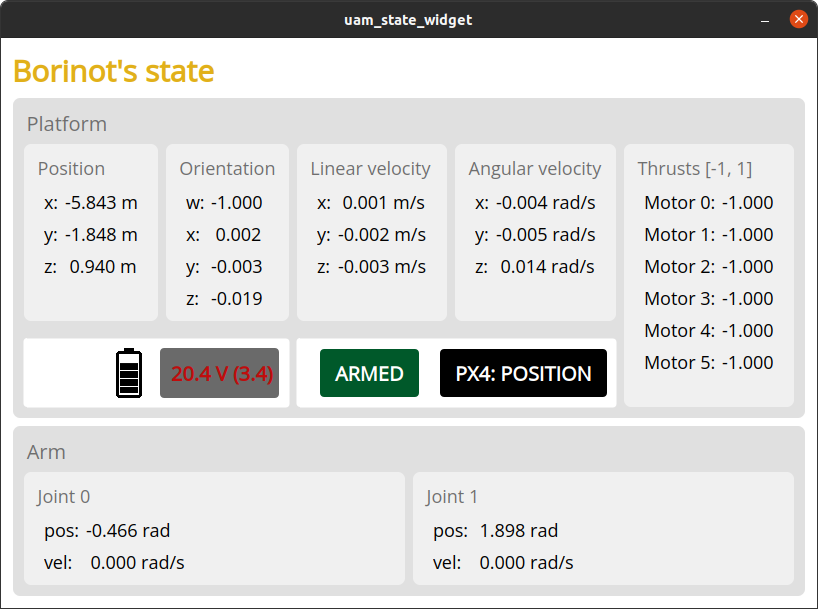 uam_state_widget
Borinot's state
Platform
Position
x: -5.843 m
y: -1.848 m
z: 0.940 m
Orientation
w: -1.000
x: 0.002
y: -0.003
z: -0.019
Linear velocity
x: 0.001 m/s
y: -0.002 m/s
z: -0.003 m/s
Angular velocity
x: -0.004 rad/s
y: -0.005 rad/s
z: 0.014 rad/s
Thrusts [-1, 1]
Motor 0: -1.000
Motor 1: -1.000
Motor 2: -1.000
Motor 3: -1.000
Motor 4: -1.000
Motor 5: -1.000
20.4 V (3.4)
ARMED
PX4: POSITION
Arm
Joint 0
pos: -0.466 rad
vel: 0.000 rad/s
Joint 1
pos: 1.898 rad
vel: 0.000 rad/s